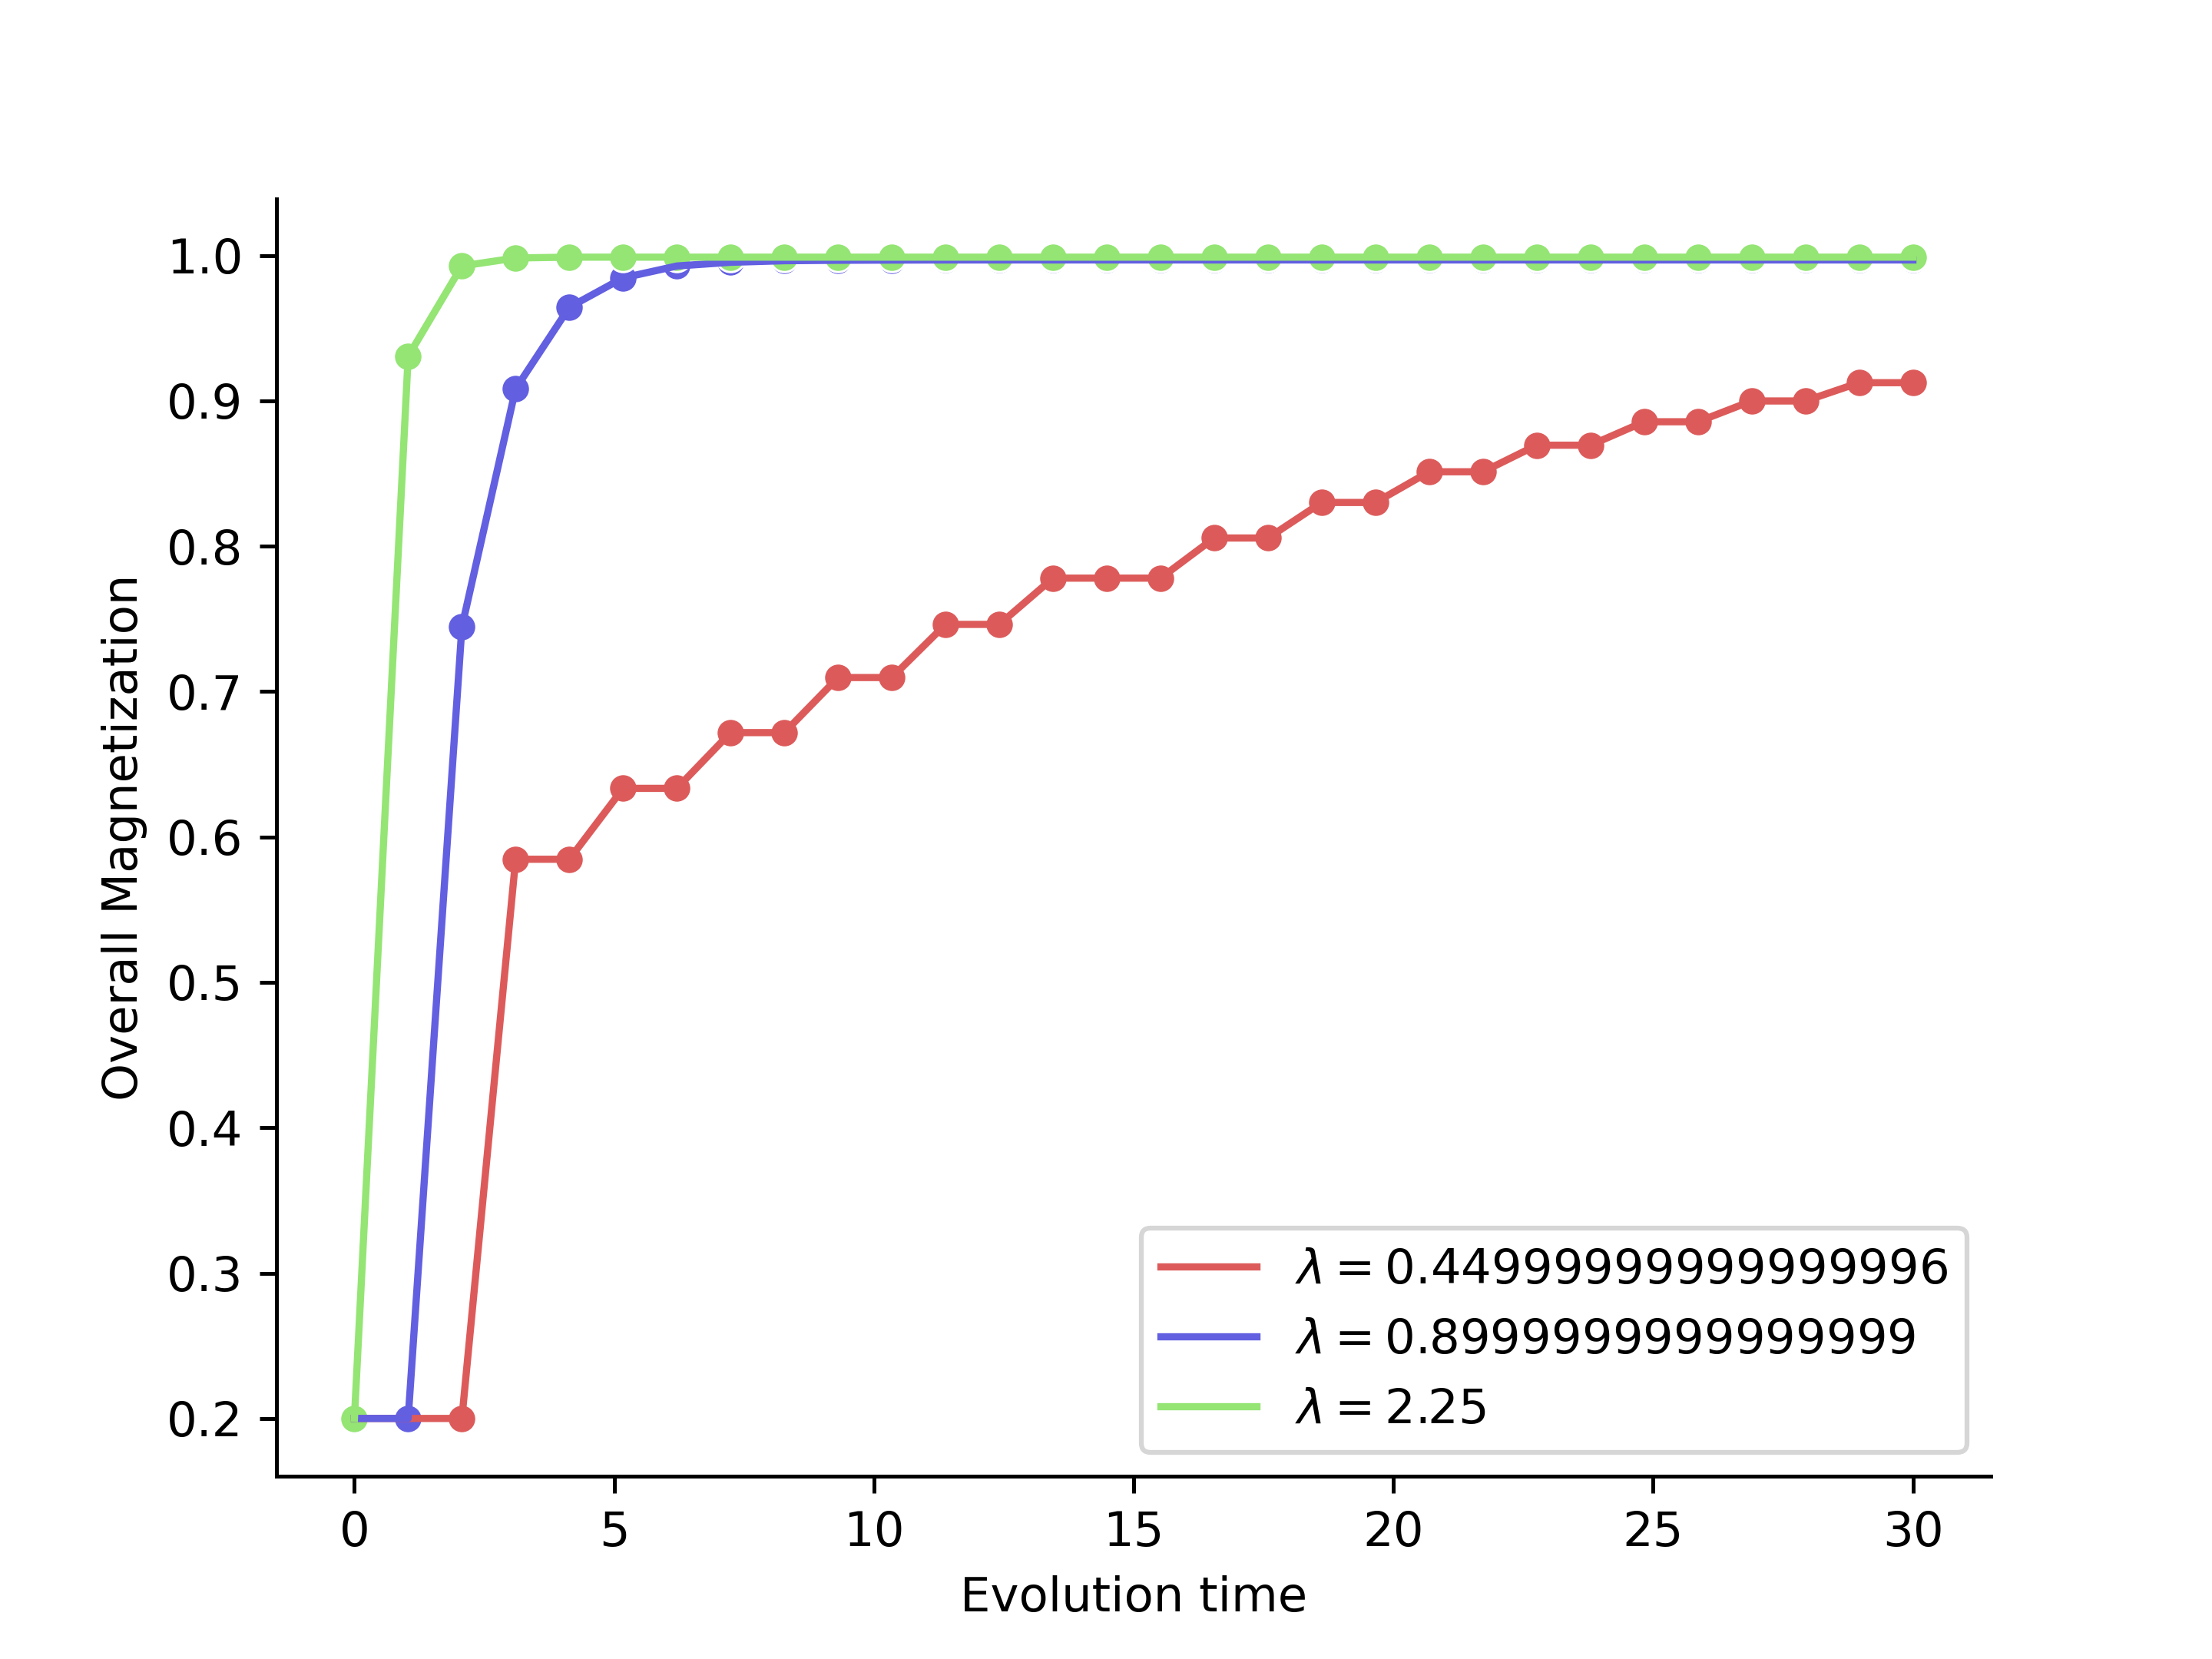 1.0
0.9
0.8
0.7
0.6
0.5
0.4
0.3
0.2
Overall Magnetization
λ = 0.44999999999999996
λ = 0.8999999999999999
λ = 2.25
0 5 10 15 20 25 30
Evolution time